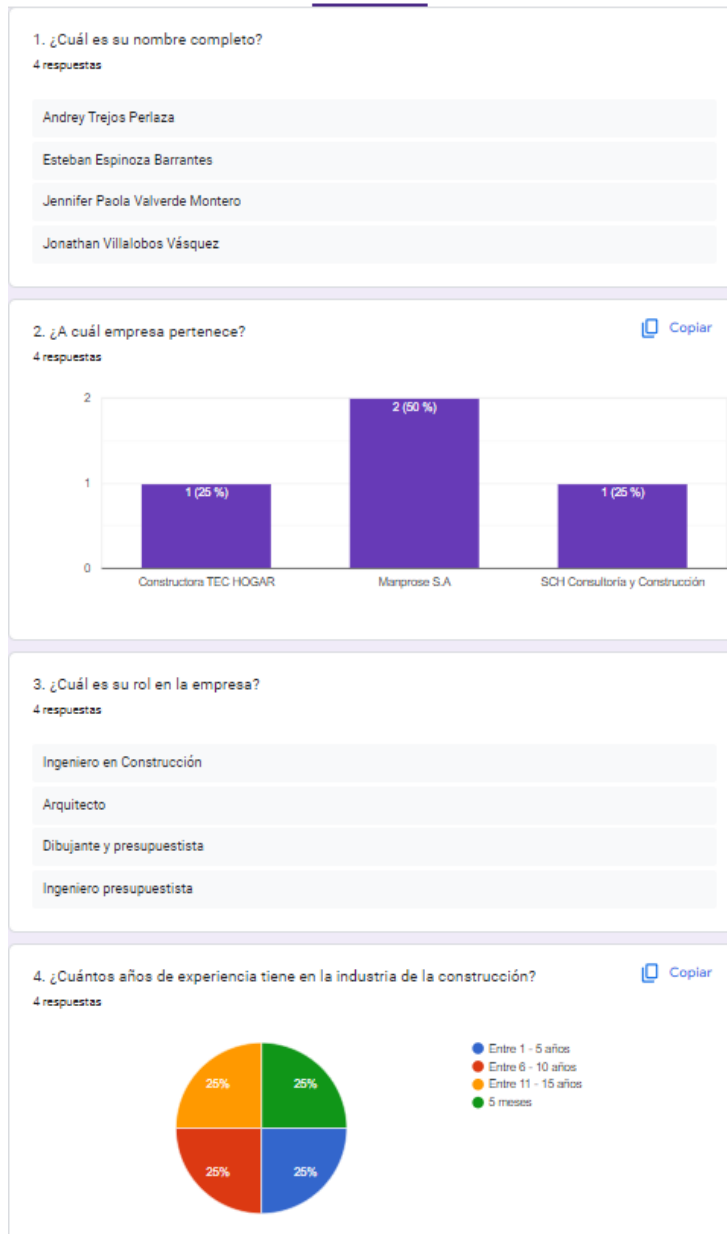 1. ¿Cuál es su nombre completo?
4 respuestas
Andrey Trejos Perlaza
Esteban Espinoza Barrantes
Jennifer Paola Valverde Montero
Jonathan Villalobos Vásquez
2. ¿A cuál empresa pertenece?
Copiar
4 respuestas
2
1
0
1 (25 %)
2 (50 %)
1 (25 %)
Constructora TEC HOGAR
Manprose S.A
SCH Consultoría y Construcción
3. ¿Cuál es su rol en la empresa?
4 respuestas
Ingeniero en Construcción
Arquitecto
Dibujante y presupuestista
Ingeniero presupuestista
4. ¿Cuántos años de experiencia tiene en la industria de la construcción?
Copiar
4 respuestas
25%
25%
25%
25%
Entre 1 - 5 años
Entre 6 - 10 años
Entre 11 - 15 años
5 meses